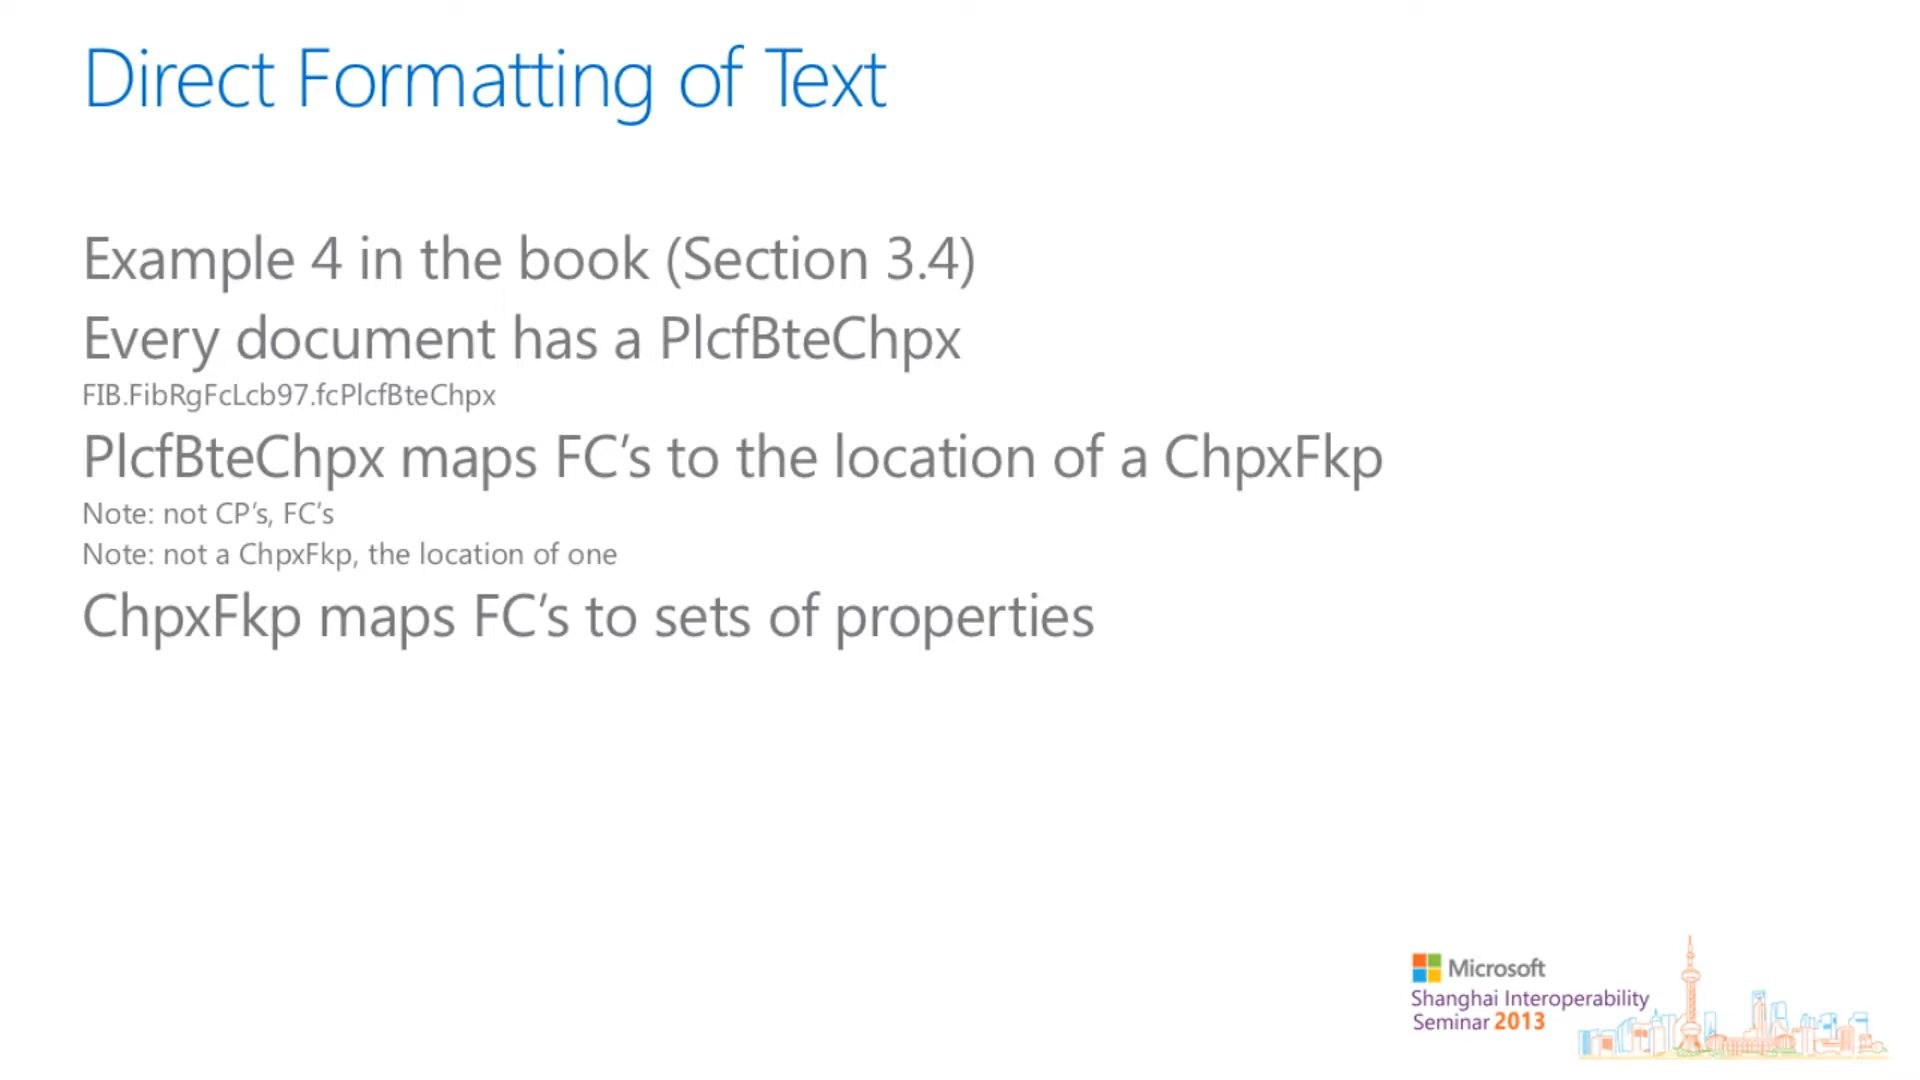 Direct Formatting of Text
Example 4 in the book (Section 3.4)
Every document has a PlcfBteChpx
FIB.FibRgFcLcb97.fcPlcfBteChpx
PlcfBteChpx maps FC’s to the location of a ChpxFkp
Note: not CP’s, FC’s
Note: not a ChpxFkp, the location of one
ChpxFkp maps FC’s to sets of properties
Microsoft
Shanghai Interoperability
Seminar 2013